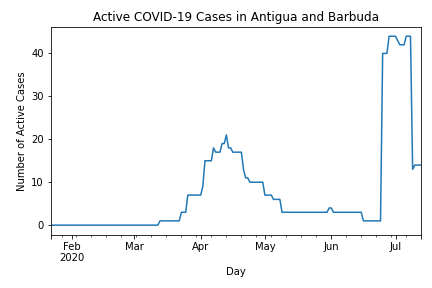 Active COVID-19 Cases in Antigua and Barbuda
Number of Active Cases
40
30
20
10
0
Feb Mar Apr May Jun Jul
2020
Day